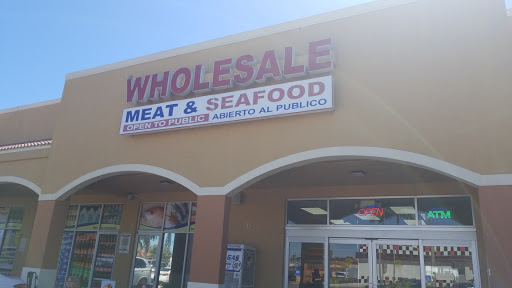 WHOLESALE
MEAT & SEAFOOD
OPEN TO PUBLIC ABIERTO AL PUBLICO
OPEN
ATM